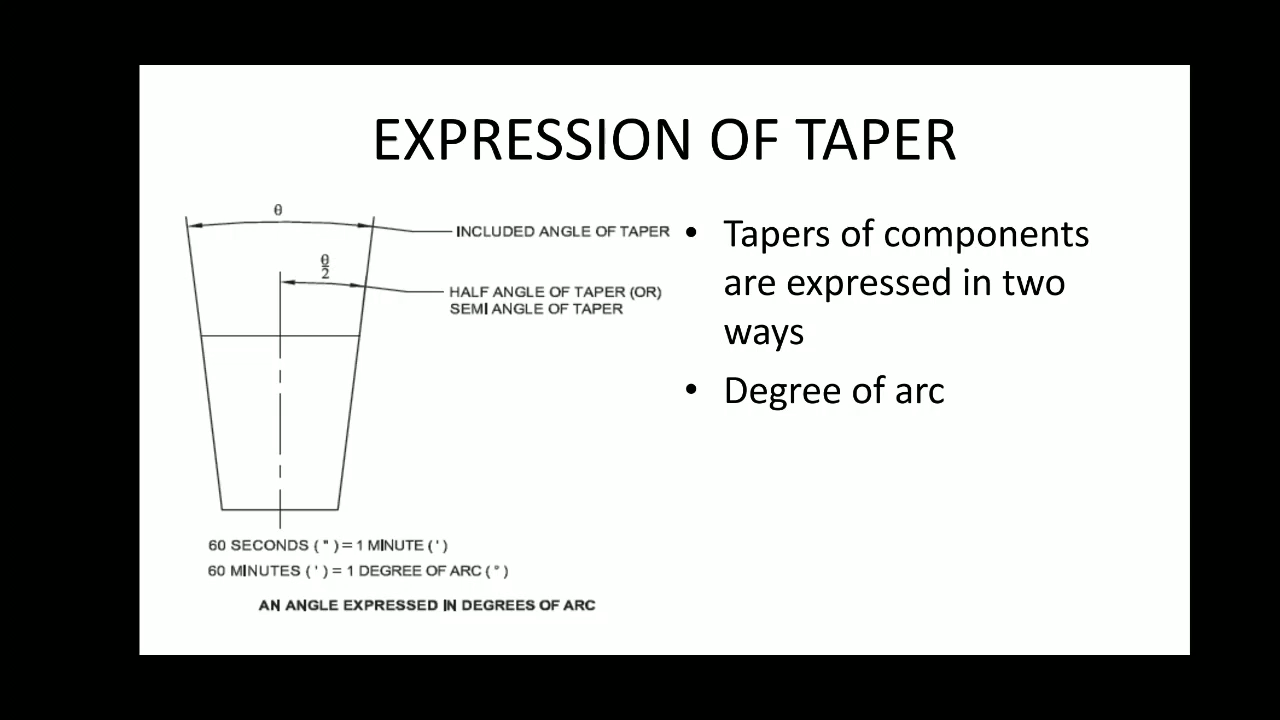 EXPRESSION OF TAPER
θ
INCLUDED ANGLE OF TAPER
θ
2
HALF ANGLE OF TAPER (OR)
SEMI ANGLE OF TAPER
60 SECONDS ( " ) = 1 MINUTE ( ' )
60 MINUTES ( ' ) = 1 DEGREE OF ARC ( ° )
AN ANGLE EXPRESSED IN DEGREES OF ARC
• Tapers of components
are expressed in two
ways
• Degree of arc